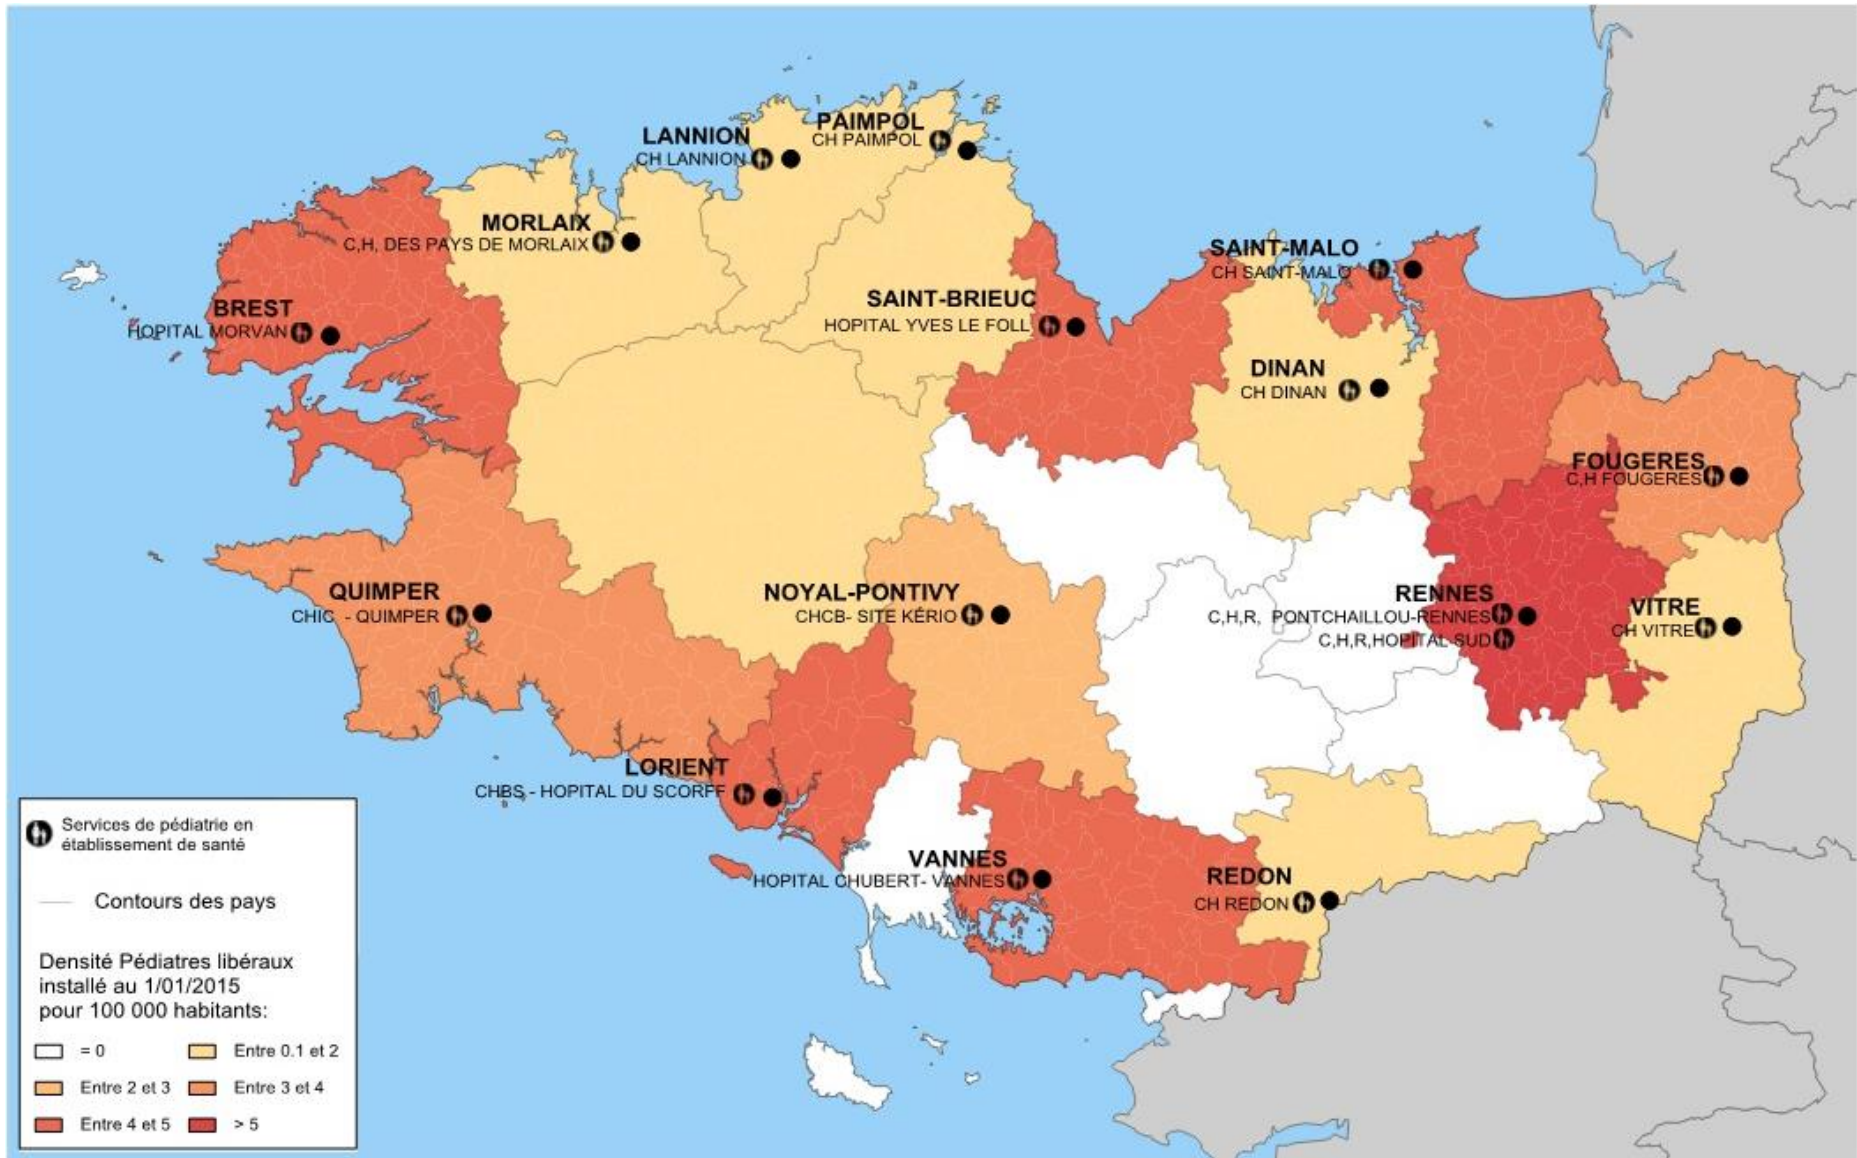 PAIMPOL
CH PAIMPOL
LANNION
CH LANNION
MORLAIX
C,H, DES PAYS DE MORLAIX
SAINT-MALO
CH SAINT-MALO
BREST
HOPITAL MORVAN
SAINT-BRIEUC
HOPITAL YVES LE FOLL
DINAN
CH DINAN
FOUGERES
C,H FOUGERES
QUIMPER
CHIC - QUIMPER
NOYAL-PONTIVY
CHCB- SITE KÉRIO
RENNES
C,H,R, PONTCHAILLOU-RENNES
C,H,R,HOPITAL SUD
VITRE
CH VITRE
LORIENT
CHBS - HOPITAL DU SCORFF
VANNES
HOPITAL CHUBERT- VANNES
REDON
CH REDON
Services de pédiatrie en
établissement de santé
Contours des pays
Densité Pédiatres libéraux
installé au 1/01/2015
pour 100 000 habitants:
= 0
Entre 0.1 et 2
Entre 2 et 3
Entre 3 et 4
Entre 4 et 5
> 5